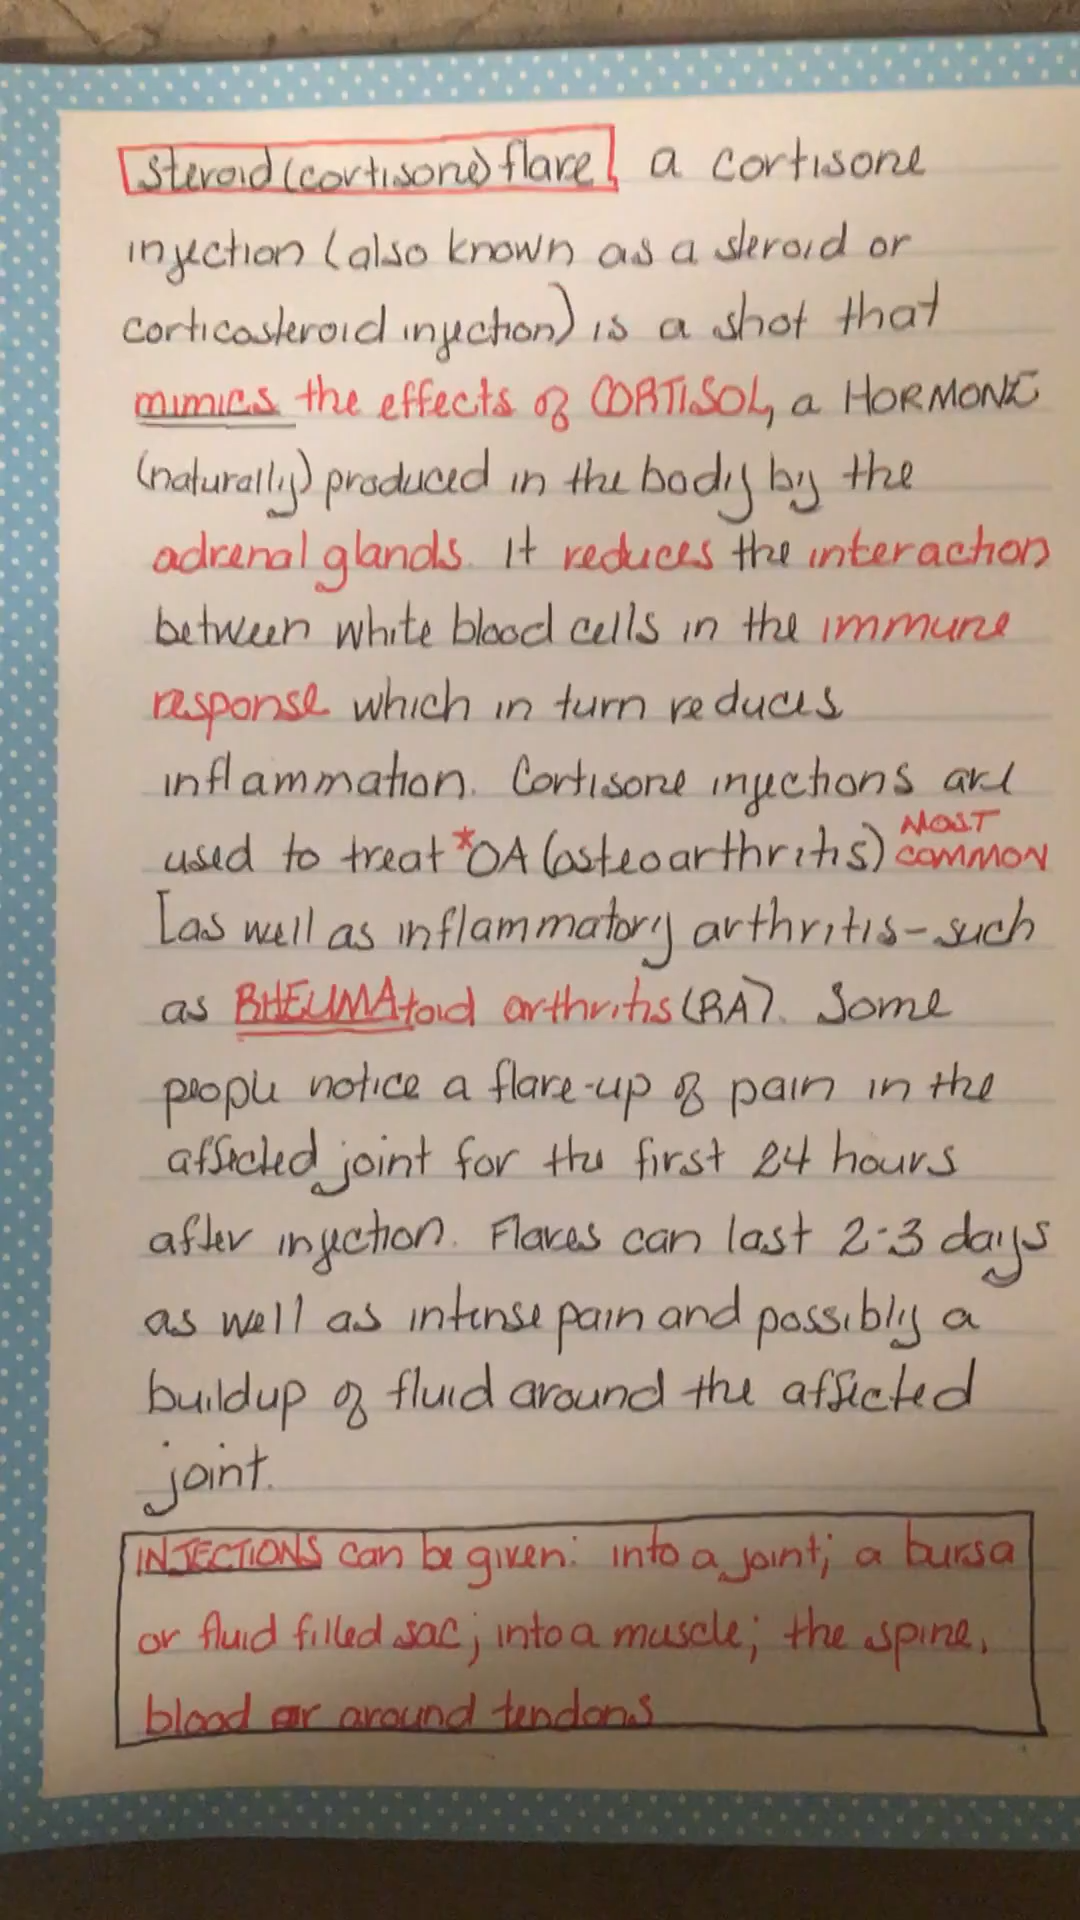 steroid (cortisone) flare, a cortisone
injection (also known as a steroid or
corticosteroid injection) is a shot that
mimics the effects of CORTISOL, a HORMONE
(naturally) produced in the body by the
adrenal glands. It reduces the interaction
between white blood cells in the immune
response which in turn reduces
inflammation. Cortisone injections are
used to treat *OA (osteoarthritis) MOST COMMON
[as well as inflammatory arthritis-such
as RHEUMAtoid arthritis (RA). Some
people notice a flare-up of pain in the
affected joint for the first 24 hours
after injection. Flares can last 2-3 days
as well as intense pain and possibly a
buildup of fluid around the affected
joint.
INJECTIONS can be given: into a joint; a bursa
or fluid filled sac; into a muscle; the spine,
blood or around tendons